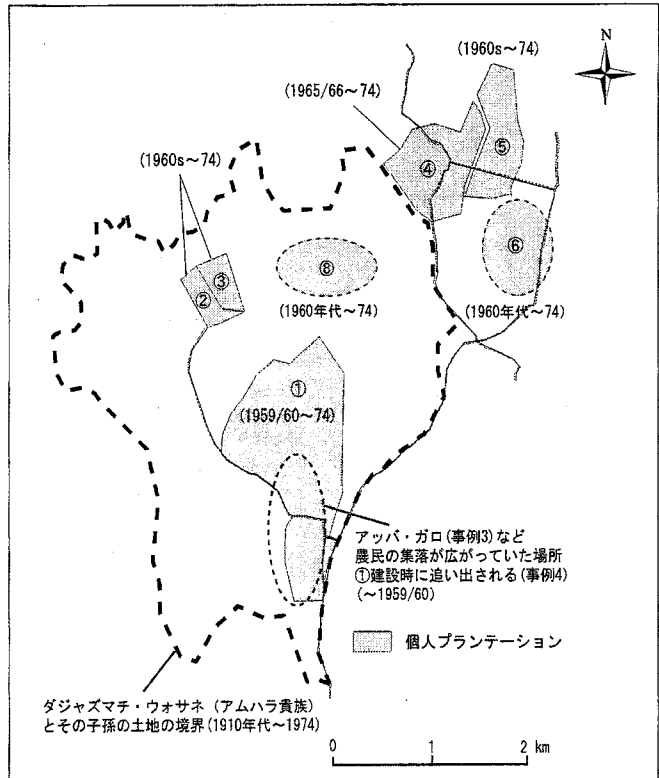 (1960s～74)
N
(1965/66～74)
⑤
(1960s～74)
④
③
⑧
⑥
②
(1960年代～74)
(1960年代～74)
①
(1959/60～74)
アッバ・ガロ(事例3)など
農民の集落が広がっていた場所
①建設時に追い出される(事例4)
(～1959/60)
個人プランテーション
ダジャズマチ・ウォサネ (アムハラ貴族)
とその子孫の土地の境界(1910年代～1974)
0 1 2 km